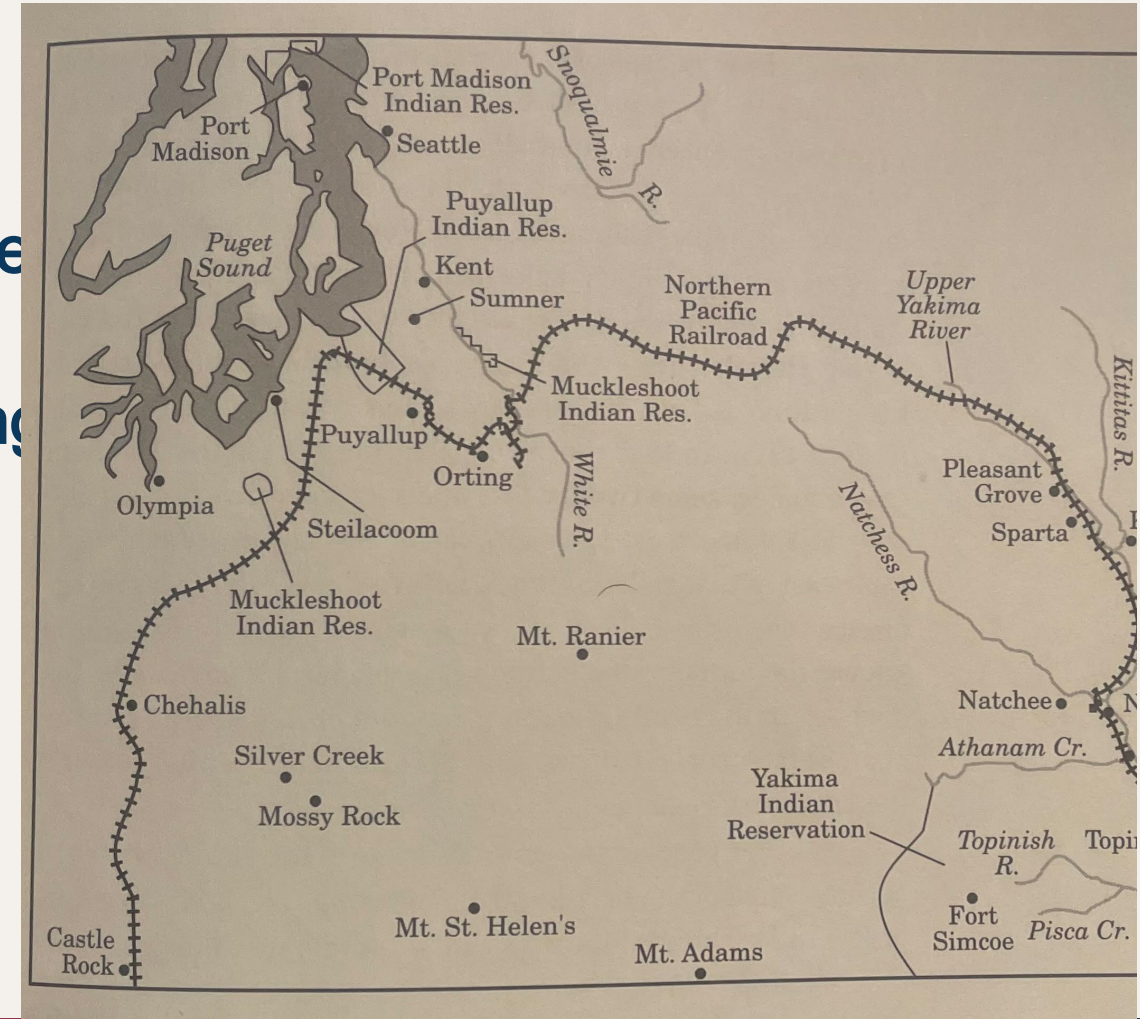 Port Madison
Indian Res.
Port
Madison
Seattle
Snoqualmie
R.
Puyallup
Indian Res.
Puget
Sound
Kent
Sumner
Northern
Pacific
Railroad
Upper
Yakima
River
Kittitas R.
Muckleshoot
Indian Res.
Puyallup
Orting
White R.
Olympia
Steilacoom
Natchess R.
Pleasant
Grove
Sparta
Muckleshoot
Indian Res.
Mt. Ranier
Chehalis
Natchee
N
Athanam Cr.
Silver Creek
Mossy Rock
Yakima
Indian
Reservation
Topinish
R.
Fort
Simcoe
Pisca Cr.
Mt. St. Helen's
Mt. Adams
Castle
Rock